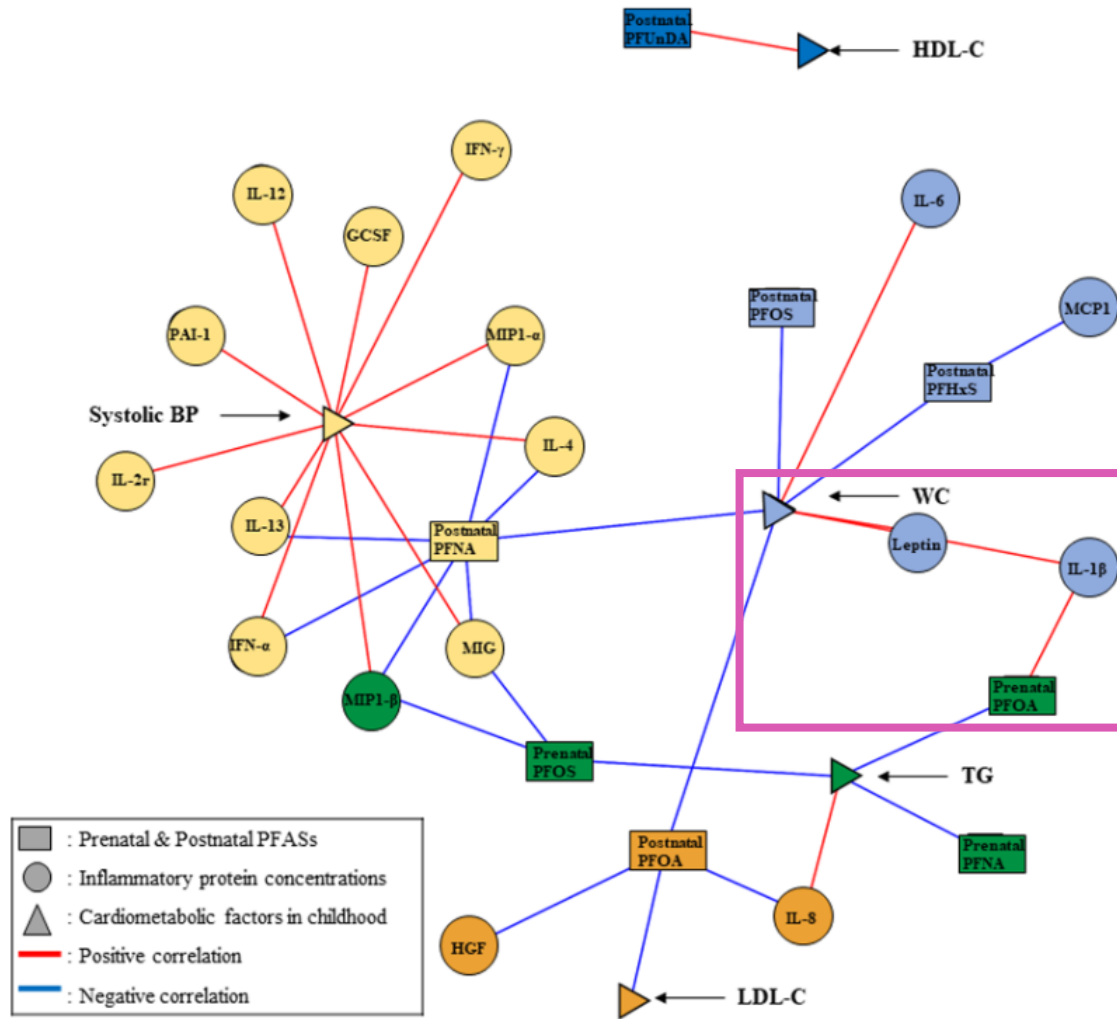 Postnatal
PFUnDA
HDL-C
IFN-γ
IL-12
IL-6
GCSF
Postnatal
PFOS
MCP1
PAI-1
MIP1-α
Postnatal
PFHxS
Systolic BP
IL-4
IL-2r
WC
IL-13
Postnatal
PFNA
Leptin
IL-1β
IFN-α
MIG
MIP1-β
Prenatal
PFOA
Prenatal
PFOS
TG
Postnatal
PFOA
Prenatal
PFNA
IL-8
HGF
LDL-C
: Prenatal & Postnatal PFASs
: Inflammatory protein concentrations
: Cardiometabolic factors in childhood
: Positive correlation
: Negative correlation